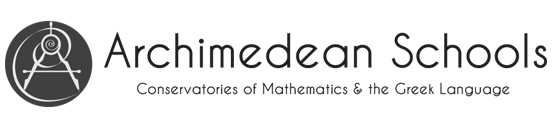 Archimedean Schools
Conservatories of Mathematics & the Greek Language